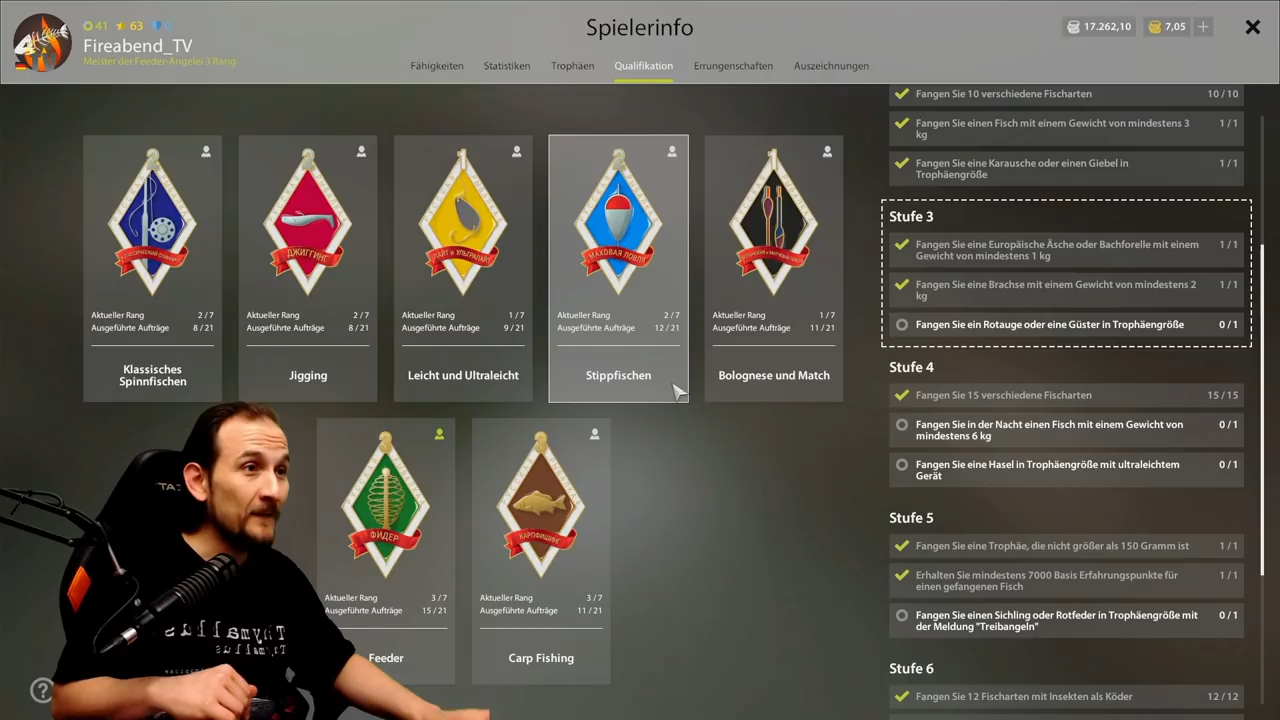 41 63 0
Fireabend_TV
Meister der Feeder-Angelei 3 Rang
Spielerinfo
17.262,10 7,05 +
Fähigkeiten Statistiken Trophäen Qualifikation Errungenschaften Auszeichnungen
Aktueller Rang 2 / 7
Ausgeführte Aufträge 8 / 21
Klassisches
Spinnfischen
ДЖИГГИНГ
Aktueller Rang 2 / 7
Ausgeführte Aufträge 8 / 21
Jigging
ЛАЙТ И УЛЬТРАЛАЙТ
Aktueller Rang 1 / 7
Ausgeführte Aufträge 9 / 21
Leicht und Ultraleicht
МАХОВАЯ ЛОВЛЯ
Aktueller Rang 2 / 7
Ausgeführte Aufträge 12 / 21
Stippfischen
Aktueller Rang 1 / 7
Ausgeführte Aufträge 11 / 21
Bolognese und Match
ФИДЕР
Aktueller Rang 3 / 7
Ausgeführte Aufträge 15 / 21
Feeder
КАРПФИШИНГ
Aktueller Rang 3 / 7
Ausgeführte Aufträge 11 / 21
Carp Fishing
Fangen Sie 10 verschiedene Fischarten 10 / 10
Fangen Sie einen Fisch mit einem Gewicht von mindestens 3 1 / 1
kg
Fangen Sie eine Karausche oder einen Giebel in 1 / 1
Trophäengröße
Stufe 3
Fangen Sie eine Europäische Äsche oder Bachforelle mit einem 1 / 1
Gewicht von mindestens 1 kg
Fangen Sie eine Brachse mit einem Gewicht von mindestens 2 1 / 1
kg
Fangen Sie ein Rotauge oder eine Güster in Trophäengröße 0 / 1
Stufe 4
Fangen Sie 15 verschiedene Fischarten 15 / 15
Fangen Sie in der Nacht einen Fisch mit einem Gewicht von 0 / 1
mindestens 6 kg
Fangen Sie eine Hasel in Trophäengröße mit ultraleichtem 0 / 1
Gerät
Stufe 5
Fangen Sie eine Trophäe, die nicht größer als 150 Gramm ist 1 / 1
Erhalten Sie mindestens 7000 Basis Erfahrungspunkte für 1 / 1
einen gefangenen Fisch
Fangen Sie einen Sichling oder Rotfeder in Trophäengröße mit 0 / 1
der Meldung "Treibangeln"
Stufe 6
Fangen Sie 12 Fischarten mit Insekten als Köder 12 / 12
Thymallus
Thymallus
?